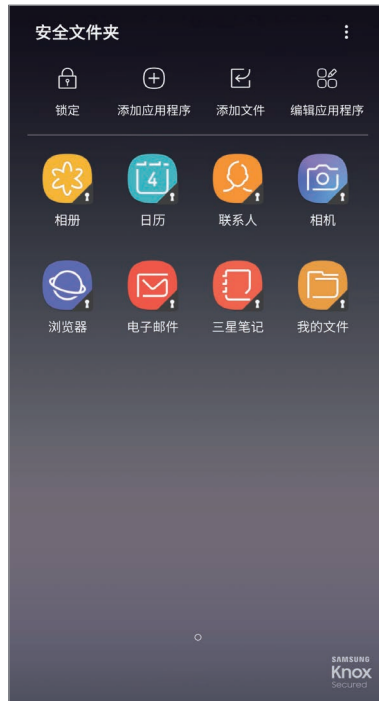 安全文件夹
锁定 添加应用程序 添加文件 编辑应用程序
4
相册 日历 联系人 相机
浏览器 电子邮件 三星笔记 我的文件
SAMSUNG
Knox
Secured